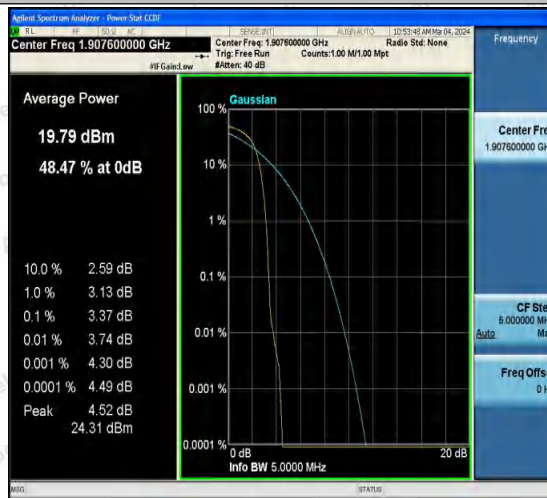 Agilent Spectrum Analyzer - Power Stat CCDF
RL RF 50 Ω AC SENSE:INT ALIGN AUTO 10:53:48 AM Mar 04, 2024
Center Freq 1.907600000 GHz
Center Freq: 1.907600000 GHz Radio Std: None
Trig: Free Run Counts:1.00 M/1.00 Mpt
#IFGain:Low #Atten: 40 dB
Frequency
Average Power
19.79 dBm
48.47 % at 0dB
10.0 % 2.59 dB
1.0 % 3.13 dB
0.1 % 3.37 dB
0.01 % 3.74 dB
0.001 % 4.30 dB
0.0001 % 4.49 dB
Peak 4.52 dB
24.31 dBm
100 % Gaussian
10 %
1 %
0.1 %
0.01 %
0.001 %
0.0001 %
0 dB 20 dB
Info BW 5.0000 MHz
Center Fre
1.907600000 GH
CF Ste
5.000000 MH
Auto Ma
Freq Offs
0 H
MSG STATUS